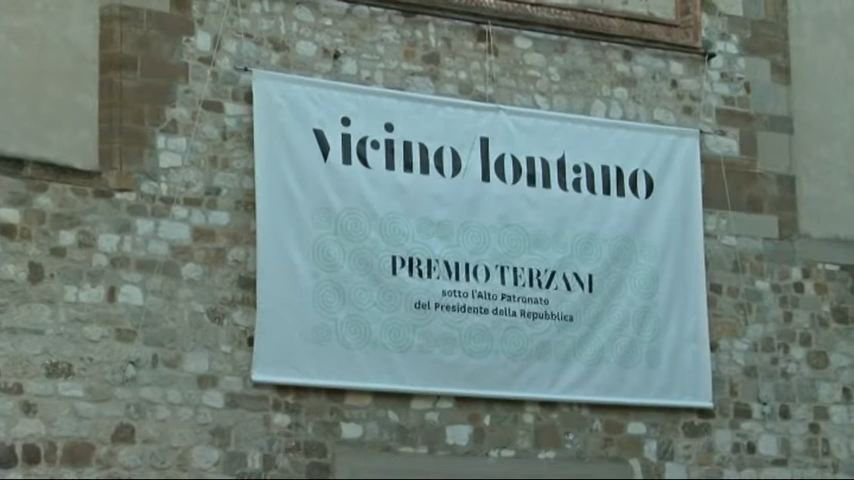 vicino/lontano
PREMIO TERZANI
sotto l'Alto Patronato
del Presidente della Repubblica